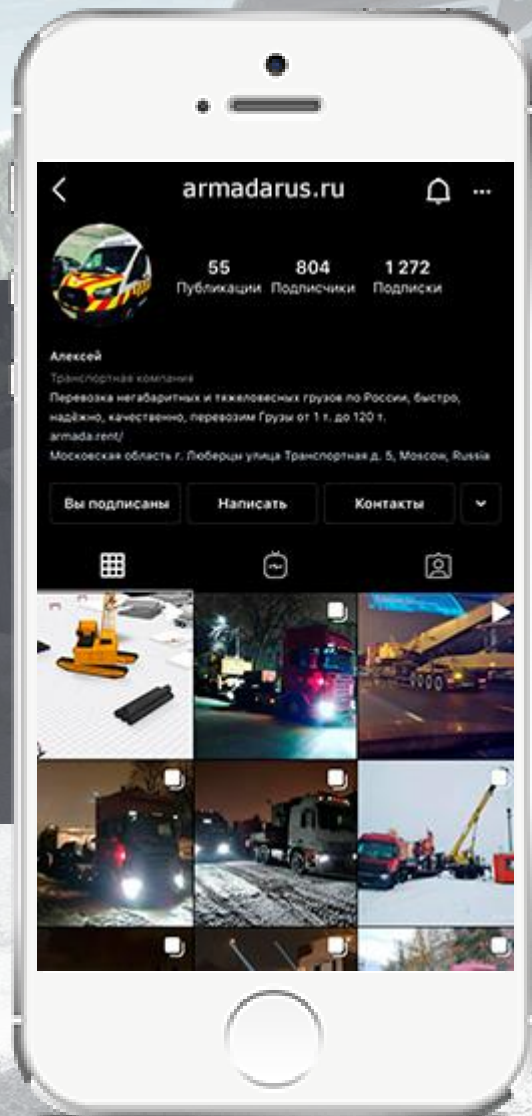 armadarus.ru
55 804 1 272
Публикации Подписчики Подписки
Алексей
Транспортная компания
Перевозка негабаритных и тяжеловесных грузов по России, быстро,
надёжно, качественно, перевозим Грузы от 1 т. до 120 т.
armada.rent/
Московская область г. Люберцы улица Транспортная д. 5, Moscow, Russia
Вы подписаны Написать Контакты